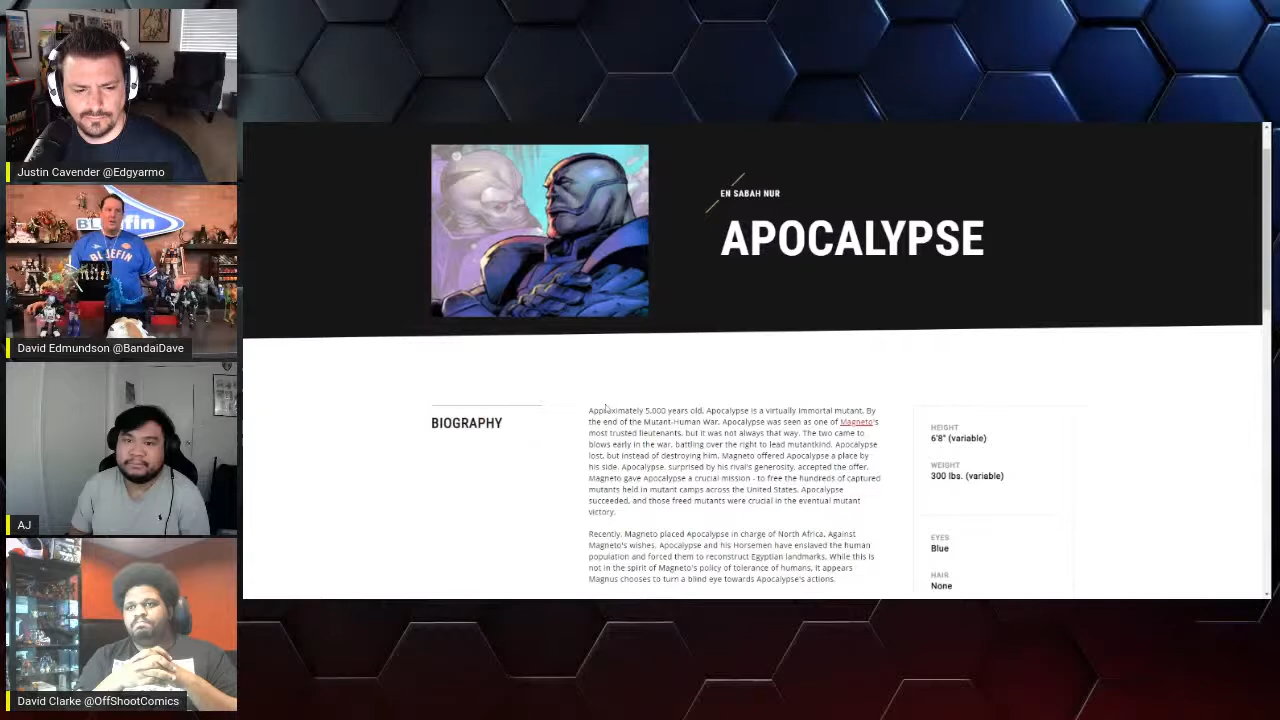 Justin Cavender @Edgyarmo
BLUEFIN
David Edmundson @BandaiDave
AJ
David Clarke @OffShootComics
EN SABAH NUR
APOCALYPSE
BIOGRAPHY
Approximately 5,000 years old, Apocalypse is a virtually immortal mutant. By
the end of the Mutant-Human War, Apocalypse was seen as one of Magneto's
most trusted lieutenants, but it was not always that way. The two came to
blows early in the war, battling over the right to lead mutantkind. Apocalypse
lost, but instead of destroying him, Magneto offered Apocalypse a place by
his side. Apocalypse, surprised by his rival's generosity, accepted the offer.
Magneto gave Apocalypse a crucial mission - to free the hundreds of captured
mutants held in mutant camps across the United States. Apocalypse
succeeded, and those freed mutants were crucial in the eventual mutant
victory.
Recently, Magneto placed Apocalypse in charge of North Africa. Against
Magneto's wishes, Apocalypse and his Horsemen have enslaved the human
population and forced them to reconstruct Egyptian landmarks. While this is
not in the spirit of Magneto's policy of tolerance of humans, it appears
Magnus chooses to turn a blind eye towards Apocalypse's actions.
HEIGHT
6'8" (variable)
WEIGHT
300 lbs. (variable)
EYES
Blue
HAIR
None